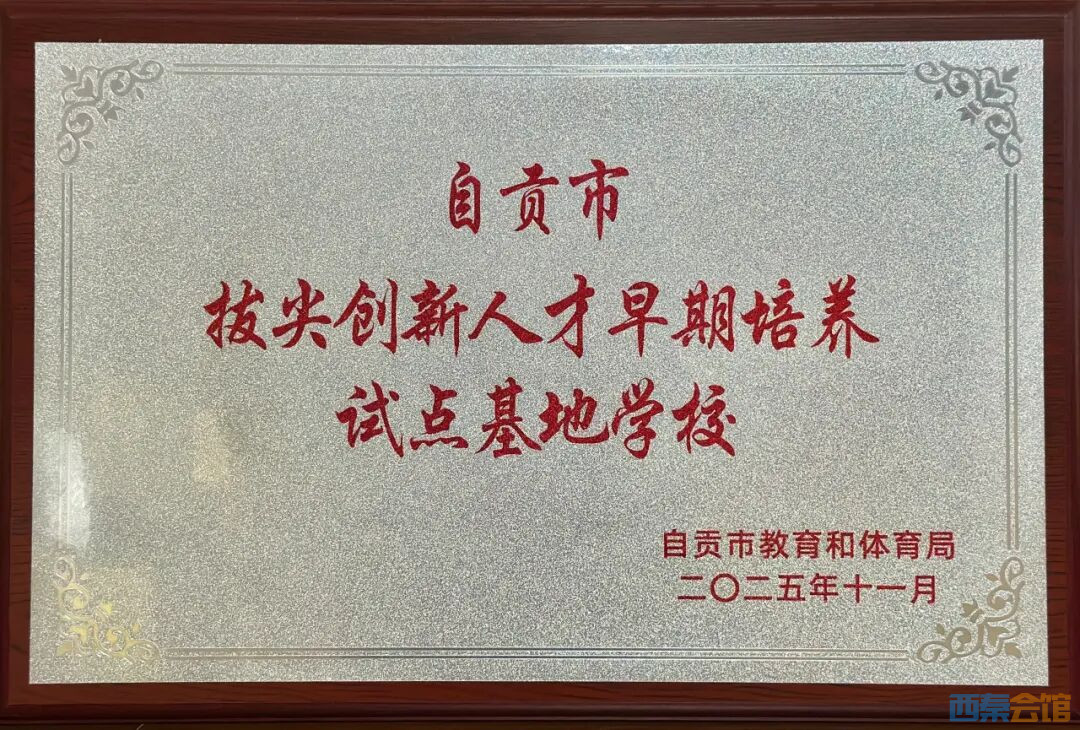 自贡市
拔尖创新人才早期培养
试点基地学校
自贡市教育和体育局
二〇二五年十一月
西秦会馆